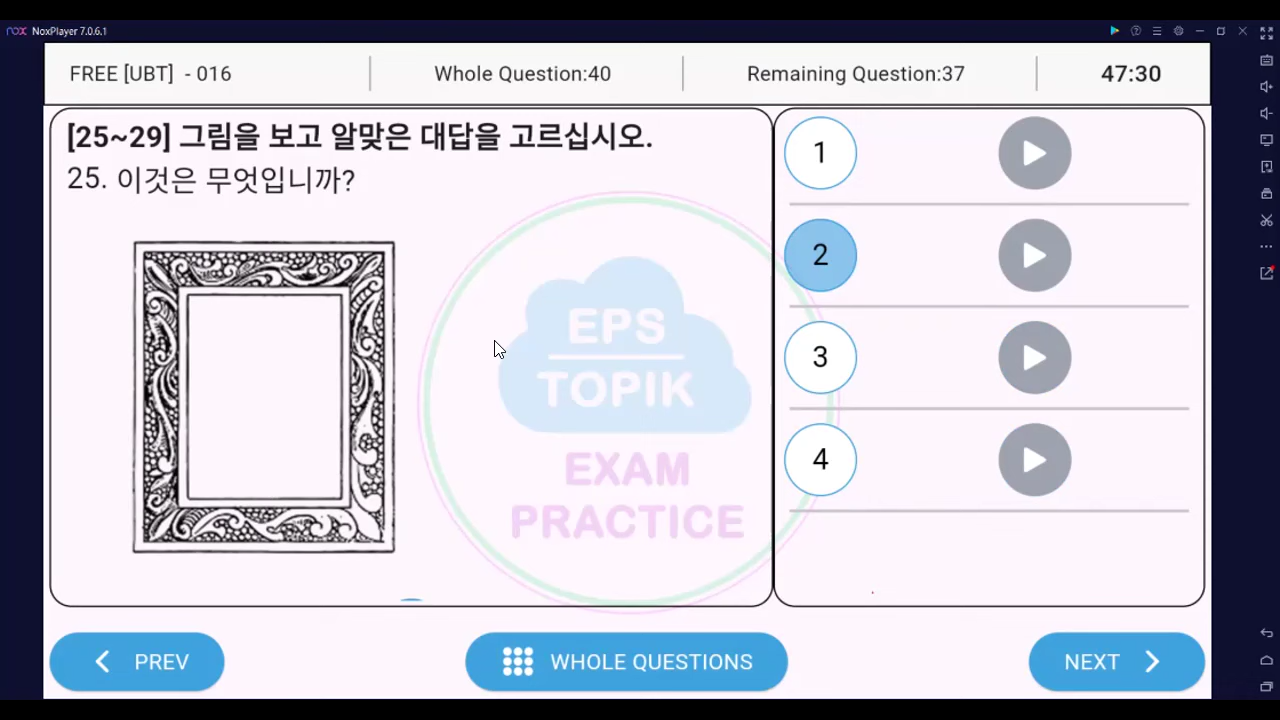 NOX NoxPlayer 7.0.6.1
FREE [UBT] - 016
Whole Question:40
Remaining Question:37
47:30
[25~29] 그림을 보고 알맞은 대답을 고르십시오.
25. 이것은 무엇입니까?
EPS
TOPIK
EXAM
PRACTICE
1
2
3
4
PREV
WHOLE QUESTIONS
NEXT